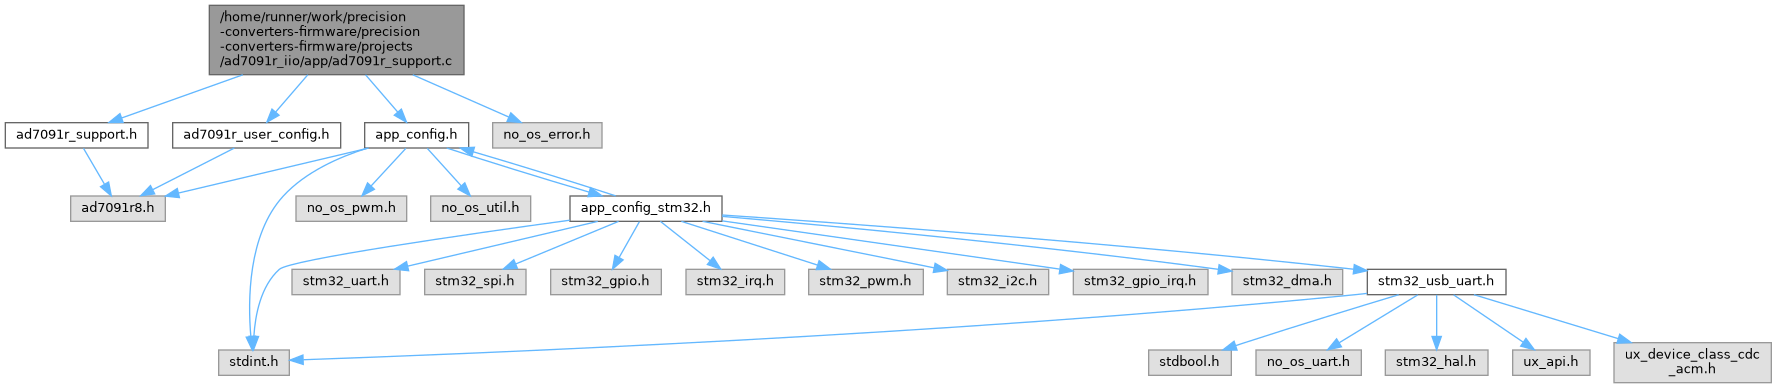 /home/runner/work/precision
-converters-firmware/precision
-converters-firmware/projects
/ad7091r_iio/app/ad7091r_support.c
ad7091r_support.h
ad7091r_user_config.h
app_config.h
no_os_error.h
ad7091r8.h
no_os_pwm.h
no_os_util.h
app_config_stm32.h
stm32_uart.h
stm32_spi.h
stm32_gpio.h
stm32_irq.h
stm32_pwm.h
stm32_i2c.h
stm32_gpio_irq.h
stm32_dma.h
stm32_usb_uart.h
stdint.h
stdbool.h
no_os_uart.h
stm32_hal.h
ux_api.h
ux_device_class_cdc
_acm.h